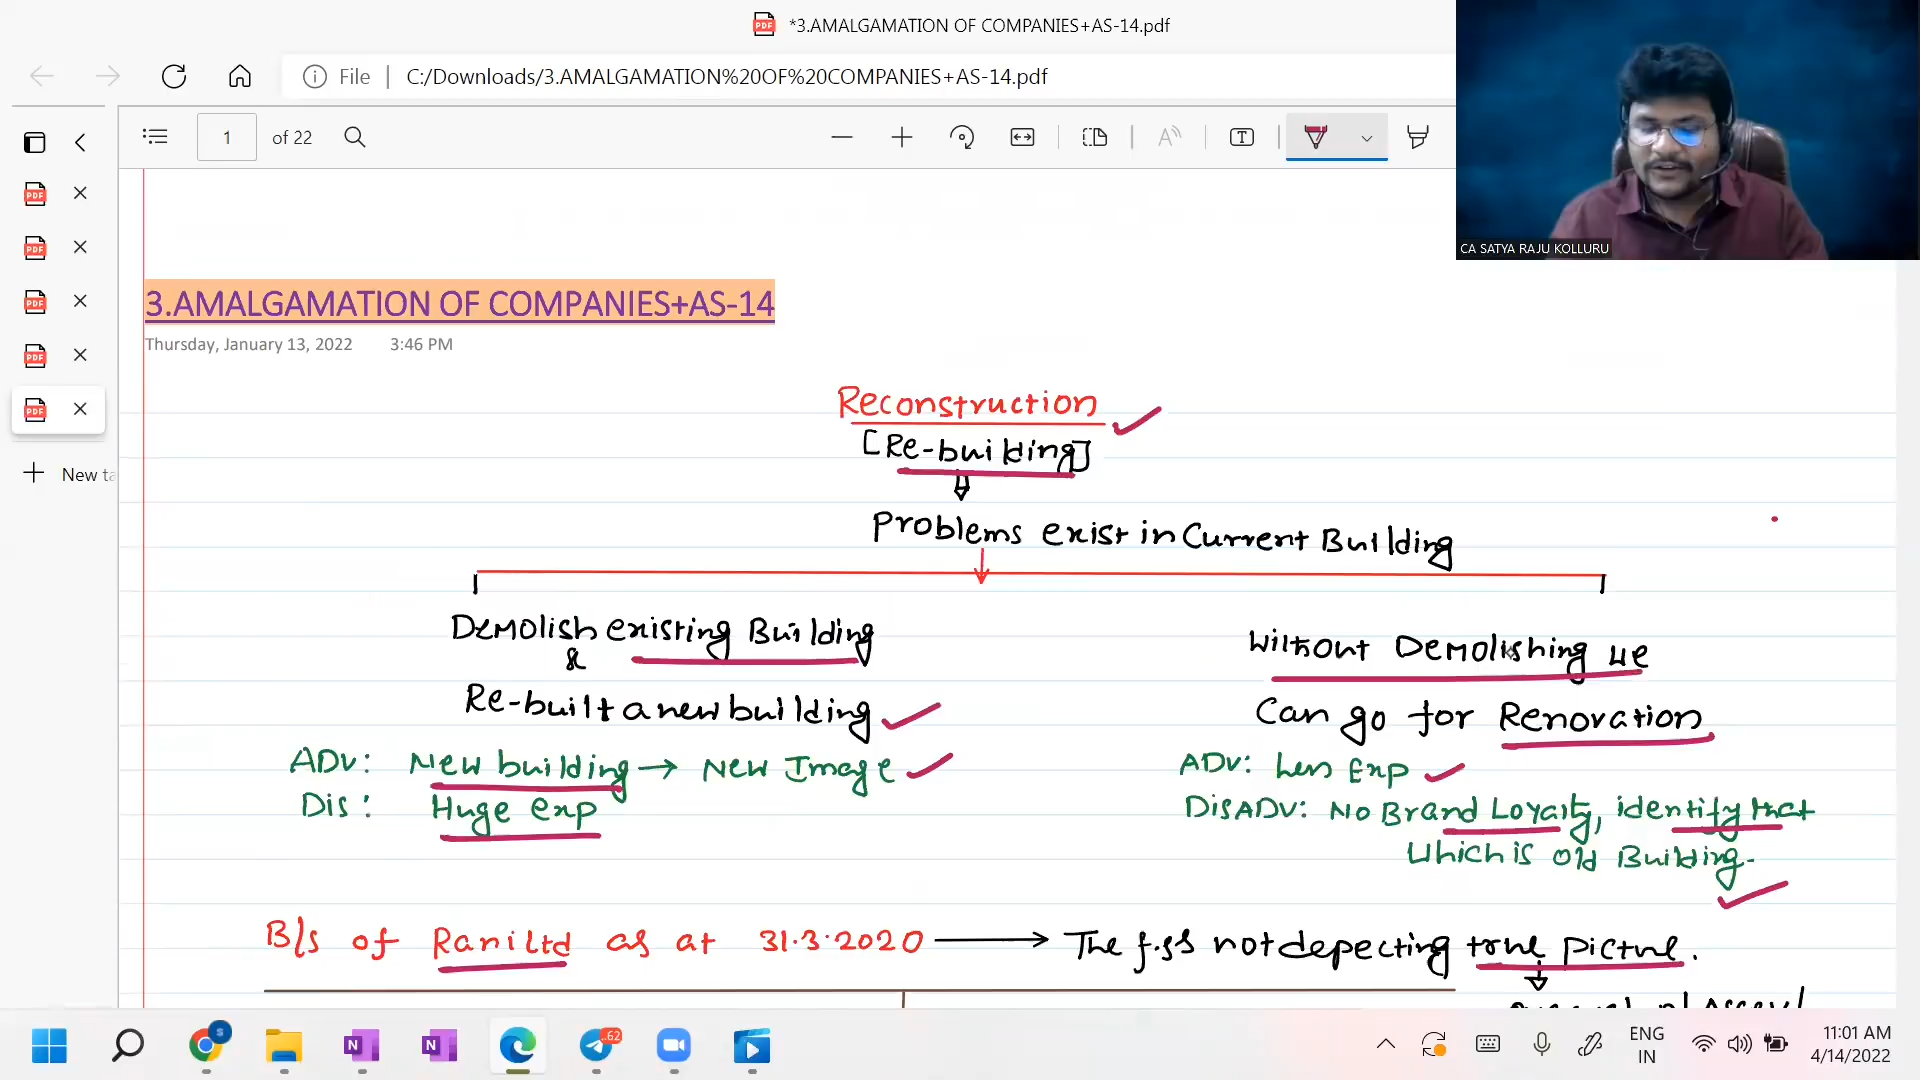 *3.AMALGAMATION OF COMPANIES+AS-14.pdf
File C:/Downloads/3.AMALGAMATION%20OF%20COMPANIES+AS-14.pdf
1 of 22
CA SATYA RAJU KOLLURU
New ta
3.AMALGAMATION OF COMPANIES+AS-14
Thursday, January 13, 2022 3:46 PM
Reconstruction
[Re-building]
Problems exist in Current Building
Demolish existing Building
&
Re-built a new building
Without Demolishing we
Can go for Renovation
ADV: New building → New Image
Dis: Huge exp
ADV: Less Exp
DisADV: No Brand Loyalty, identify that
which is old Building.
B/s of Rani Ltd as at 31.3.2020 → The f.ss not depecting true picture.
62
ENG
IN
11:01 AM
4/14/2022